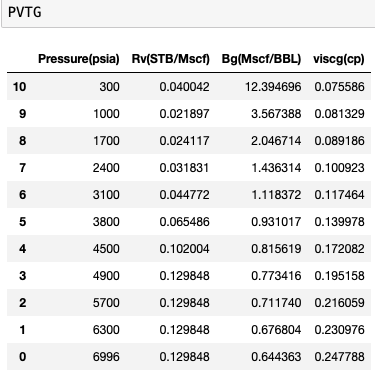 PVTG
Pressure(psia) Rv(STB/Mscf) Bg(Mscf/BBL) viscg(cp)
10 300 0.040042 12.394696 0.075586
9 1000 0.021897 3.567388 0.081329
8 1700 0.024117 2.046714 0.089186
7 2400 0.031831 1.436314 0.100923
6 3100 0.044772 1.118372 0.117464
5 3800 0.065486 0.931017 0.139978
4 4500 0.102004 0.815619 0.172082
3 4900 0.129848 0.773416 0.195158
2 5700 0.129848 0.711740 0.216059
1 6300 0.129848 0.676804 0.230976
0 6996 0.129848 0.644363 0.247788